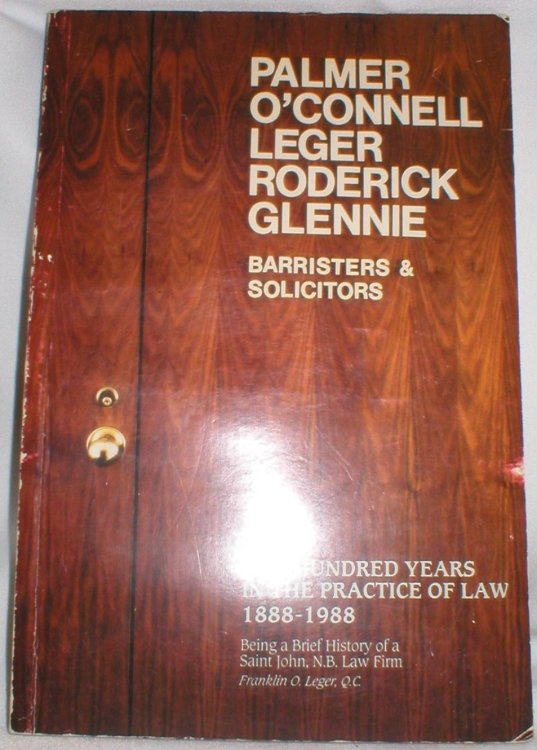 PALMER
O'CONNELL
LEGER
RODERICK
GLENNIE
BARRISTERS &
SOLICITORS
HUNDRED YEARS
IN THE PRACTICE OF LAW
1888-1988
Being a Brief History of a
Saint John, N.B. Law Firm
Franklin O. Leger, Q.C.